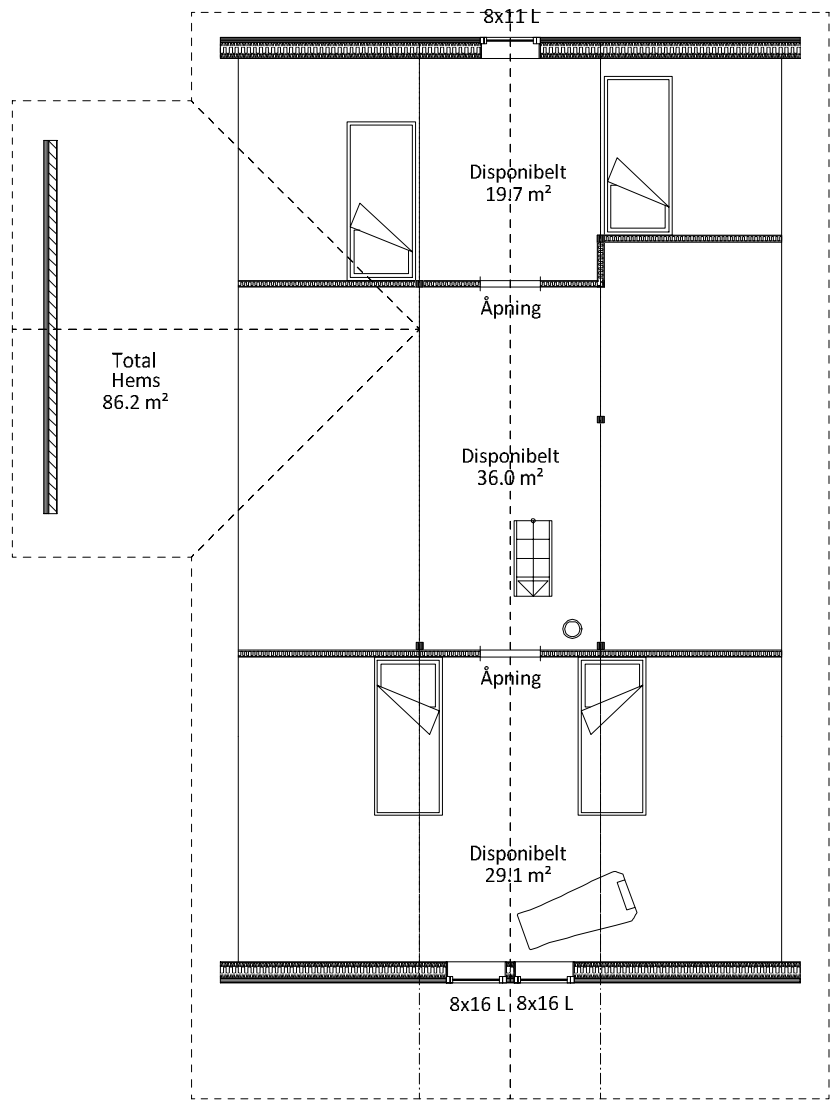 8x11 L
Disponibelt
19.7 m²
Åpning
Total
Hems
86.2 m²
Disponibelt
36.0 m²
Åpning
Disponibelt
29.1 m²
8x16 L 8x16 L